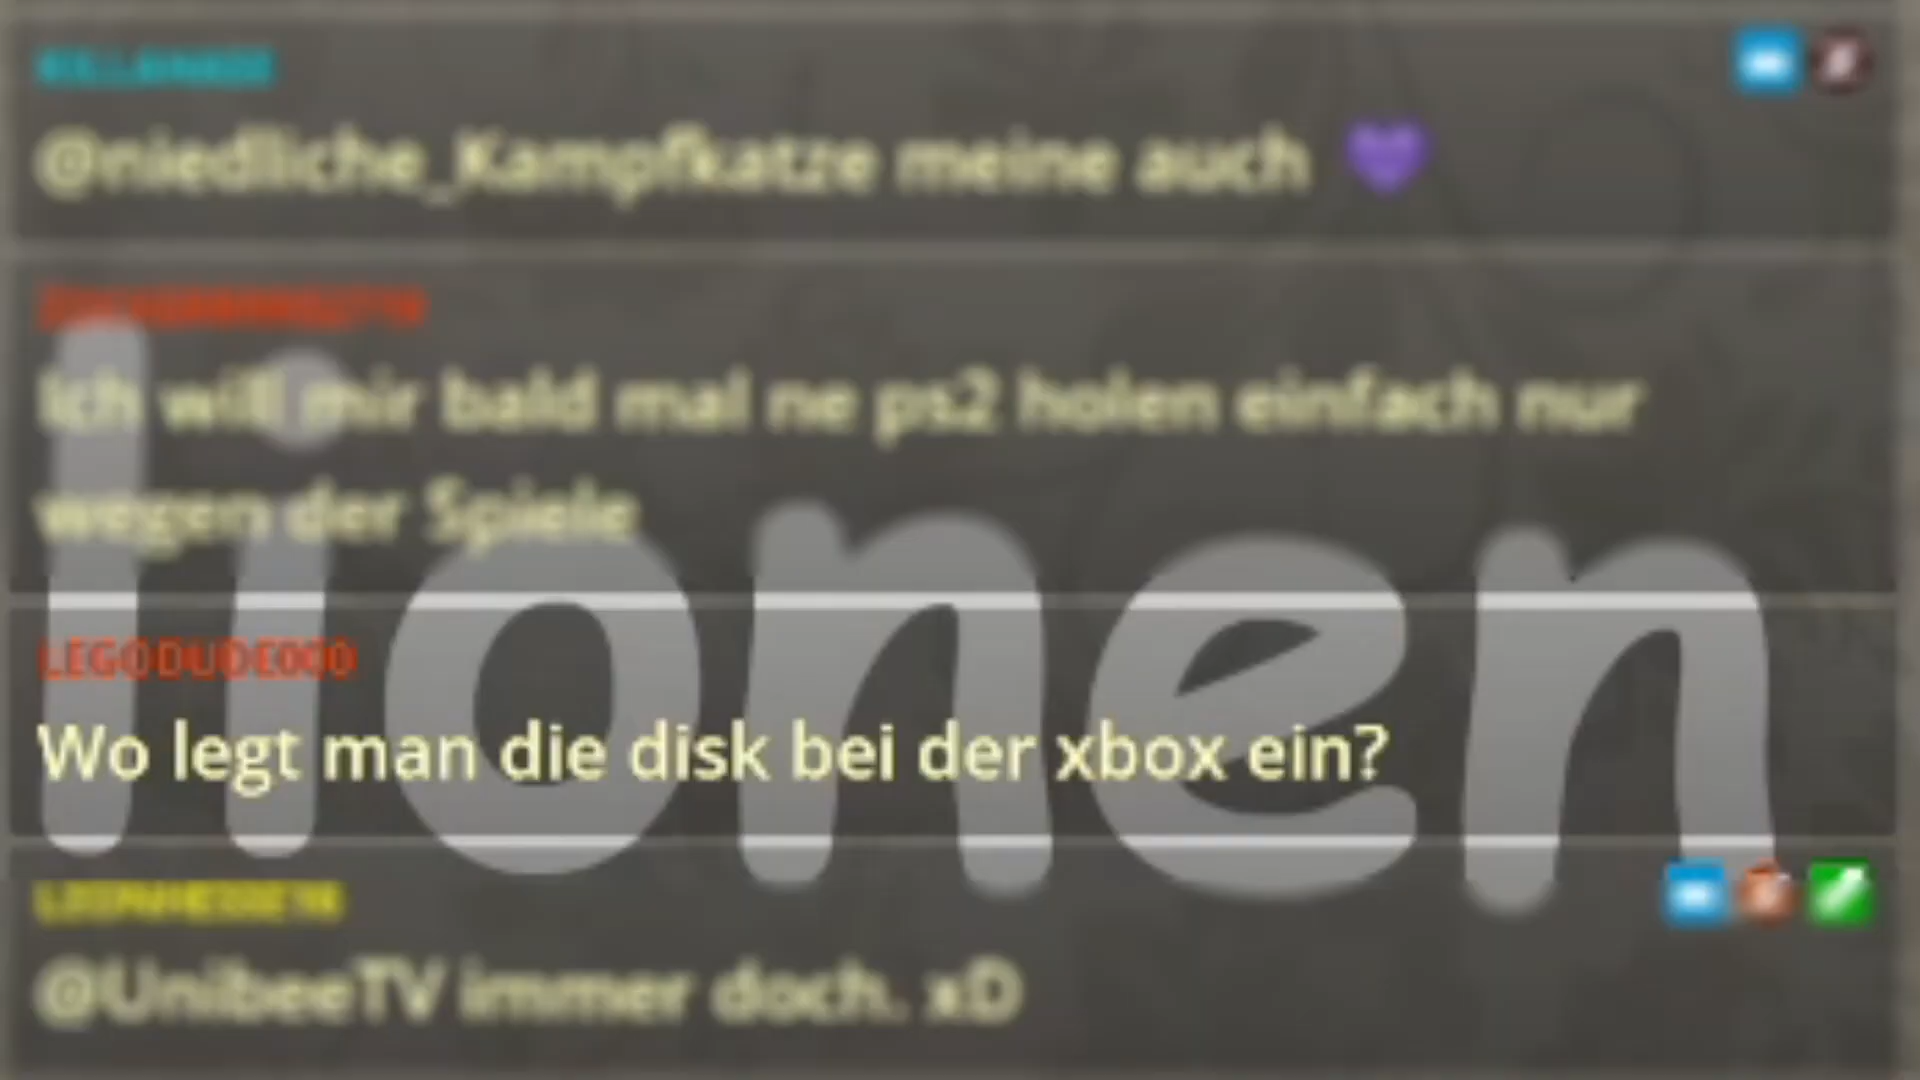 @niedliche_Kampfkatze meine auch 💜
Ich will mir bald mal ne ps2 holen einfach nur
wegen der Spiele
lionen
LEGODUDE000
Wo legt man die disk bei der xbox ein?
@UnibeeTV immer doch. xD